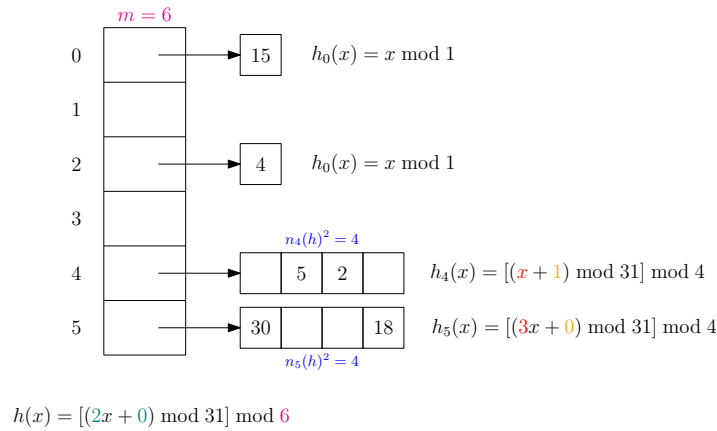 m = 6
0 15 h₀(x) = x mod 1
1
2 4 h₀(x) = x mod 1
3
n₄(h)² = 4
4 5 2 h₄(x) = [(x + 1) mod 31] mod 4
5 30 18 h₅(x) = [(3x + 0) mod 31] mod 4
n₅(h)² = 4
h(x) = [(2x + 0) mod 31] mod 6